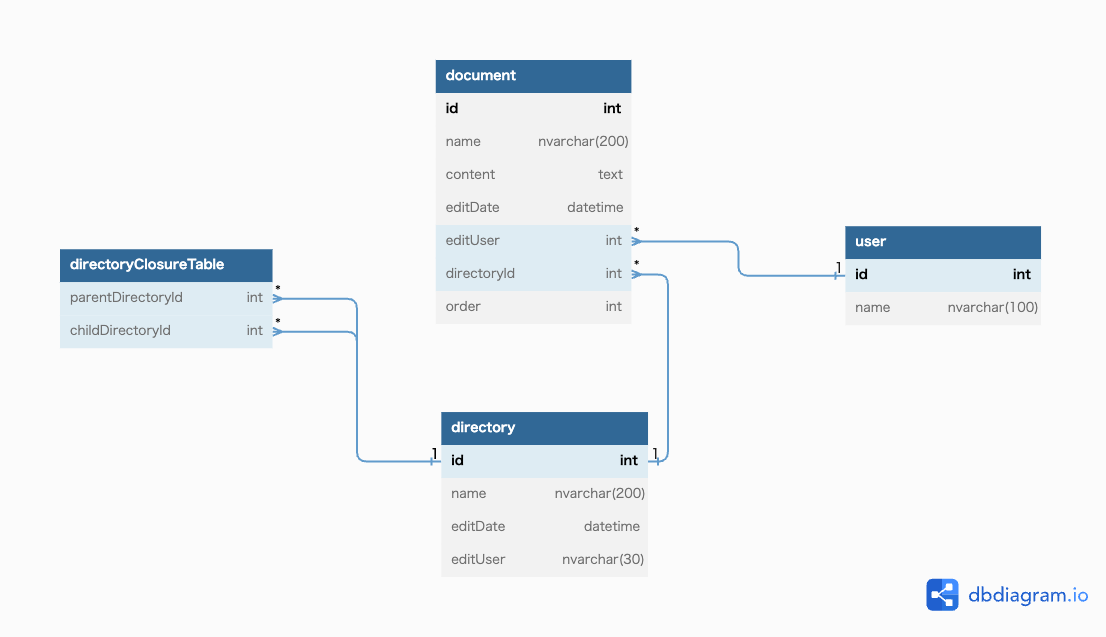 document
id int
name nvarchar(200)
content text
editDate datetime
editUser int
directoryId int
order int
*
*
user
id int
name nvarchar(100)
1
directoryClosureTable
parentDirectoryId int
childDirectoryId int
*
*
directory
id int
name nvarchar(200)
editDate datetime
editUser nvarchar(30)
1
1
dbdiagram.io